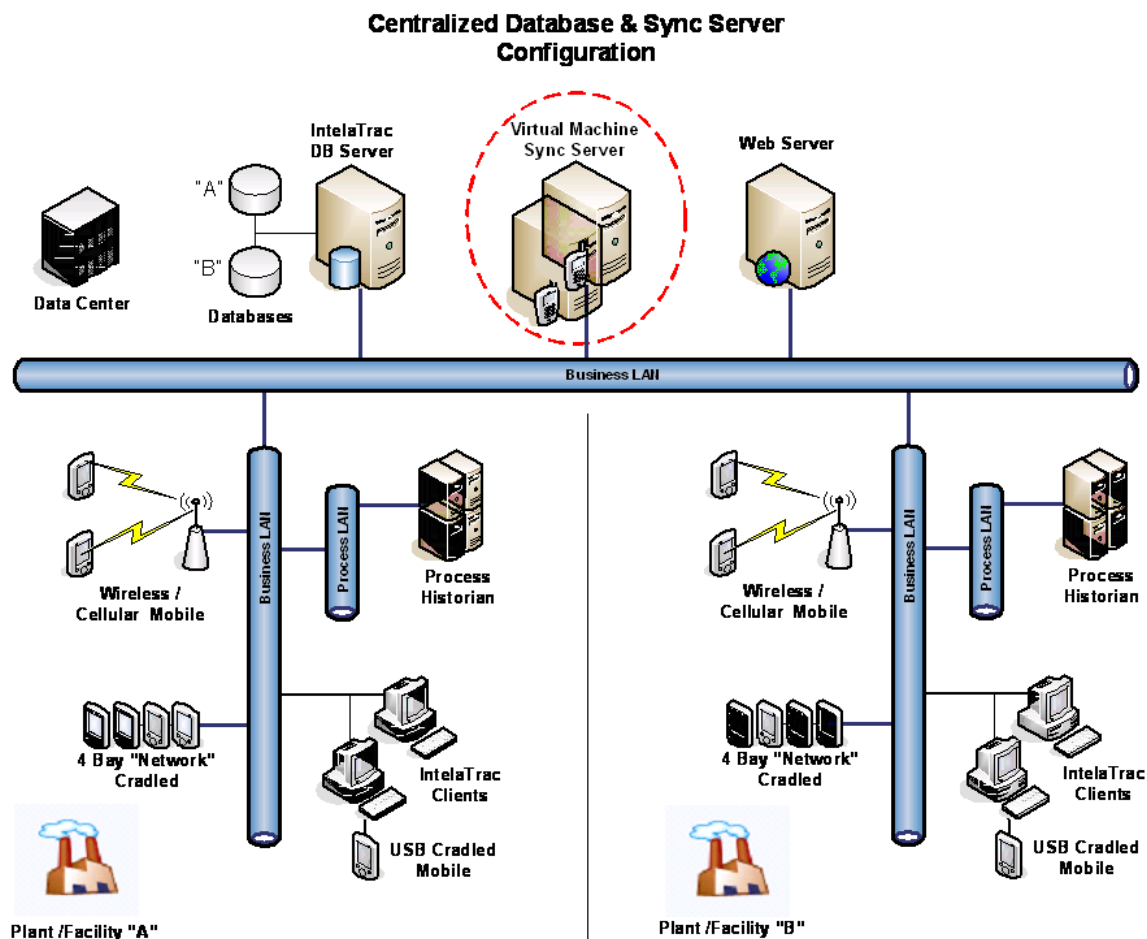 Centralized Database & Sync Server
Configuration
IntelaTrac
DB Server
Virtual Machine
Sync Server
Web Server
"A"
"B"
Data Center
Databases
Business LAN
Business LAN
Process LAN
Process
Historian
Wireless /
Cellular Mobile
4 Bay "Network"
Cradled
IntelaTrac
Clients
USB Cradled
Mobile
Plant /Facility "A"
Business LAN
Process LAN
Process
Historian
Wireless /
Cellular Mobile
4 Bay "Network"
Cradled
IntelaTrac
Clients
USB Cradled
Mobile
Plant /Facility "B"